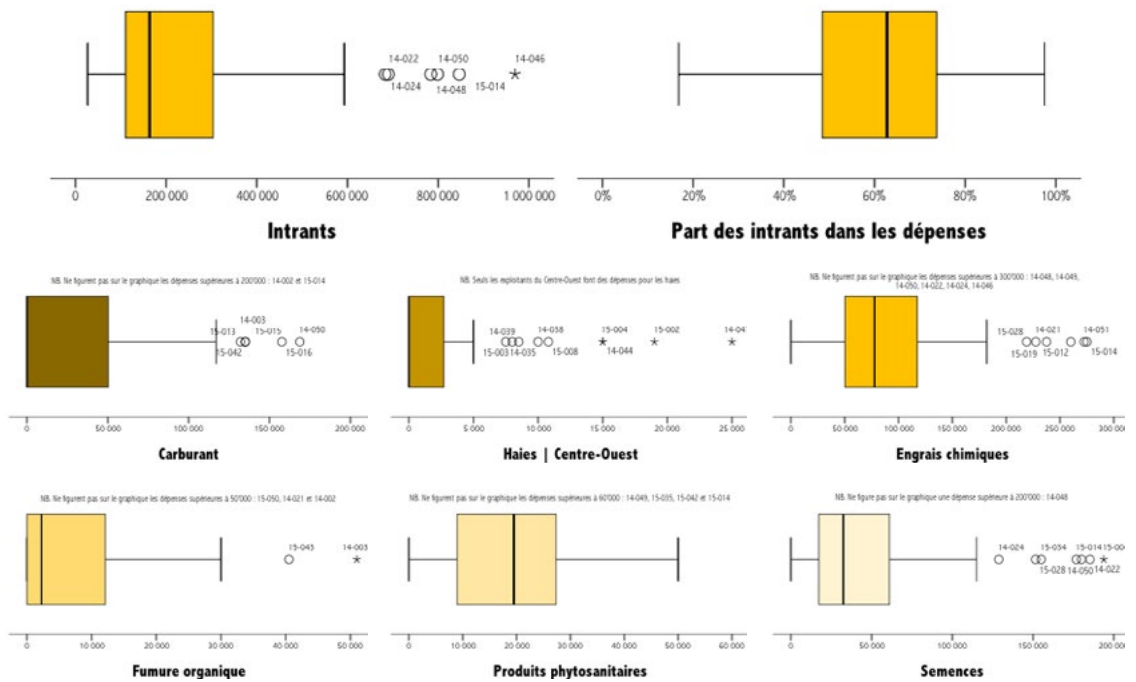 14-022 14-050 14-046
14-024 14-048 15-014
0 200 000 400 000 600 000 800 000 1 000 000
Intrants
0% 20% 40% 60% 80% 100%
Part des intrants dans les dépenses
NB. Ne figurent pas sur le graphique les dépenses supérieures à 200'000 : 14-002 et 15-014
14-003
15-013 15-015 14-050
15-042 15-016
0 50 000 100 000 150 000 200 000
Carburant
NB. Seuls les exploitants du Centre-Ouest font des dépenses pour les haies
14-039 14-038 15-004 15-002
15-003 14-035 15-008 14-044
0 5 000 10 000 15 000 20 000 25 000
Haies | Centre-Ouest
NB. Ne figurent pas sur le graphique les dépenses supérieures à 300'000 : 14-048, 14-049,
14-050, 14-022, 14-024, 14-046
15-028 14-021 14-051
15-019 15-012 15-014
0 50 000 100 000 150 000 200 000 250 000
Engrais chimiques
NB. Ne figurent pas sur le graphique les dépenses supérieures à 50'000 : 15-050, 14-021 et 14-002
15-043 14-003
0 10 000 20 000 30 000 40 000 50 000
Fumure organique
NB. Ne figurent pas sur le graphique les dépenses supérieures à 60'000 : 14-049, 15-035, 15-042 et 15-014
0 10 000 20 000 30 000 40 000 50 000 60 000
Produits phytosanitaires
NB. Ne figure pas sur le graphique une dépense supérieure à 200'000 : 14-048
14-024 15-034 15-014
15-028 14-050 14-022
0 50 000 100 000 150 000
Semences